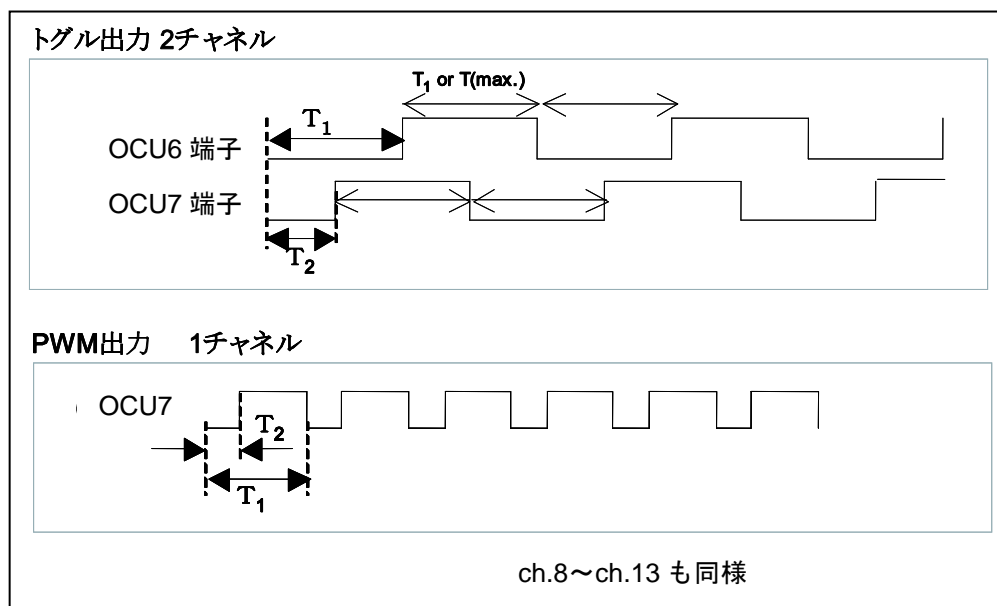 トグル出力 2チャネル
T1 or T(max.)
T1
OCU6 端子
OCU7 端子
T2
PWM出力 1チャネル
OCU7
T2
T1
ch.8～ch.13 も同様